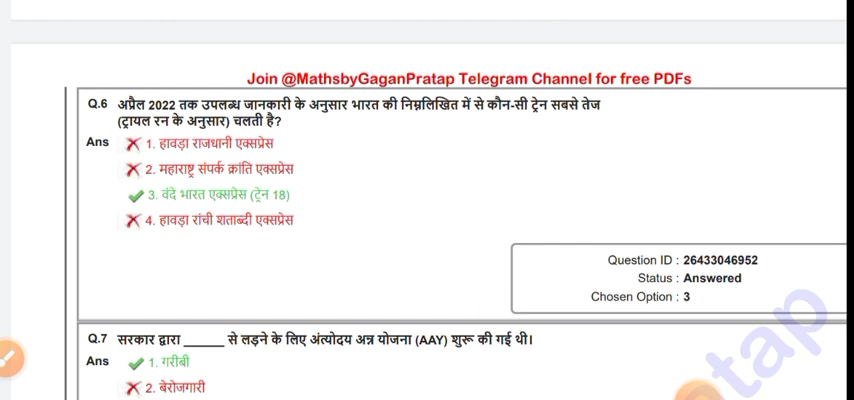 Join @MathsbyGaganPratap Telegram Channel for free PDFs
Q.6 अप्रैल 2022 तक उपलब्ध जानकारी के अनुसार भारत की निम्नलिखित में से कौन-सी ट्रेन सबसे तेज
(ट्रायल रन के अनुसार) चलती है?
Ans 1. हावड़ा राजधानी एक्सप्रेस
2. महाराष्ट्र संपर्क क्रांति एक्सप्रेस
3. वंदे भारत एक्सप्रेस (ट्रेन 18)
4. हावड़ा रांची शताब्दी एक्सप्रेस
Question ID : 26433046952
Status : Answered
Chosen Option : 3
Q.7 सरकार द्वारा ______ से लड़ने के लिए अंत्योदय अन्न योजना (AAY) शुरू की गई थी।
Ans 1. गरीबी
2. बेरोजगारी
tap